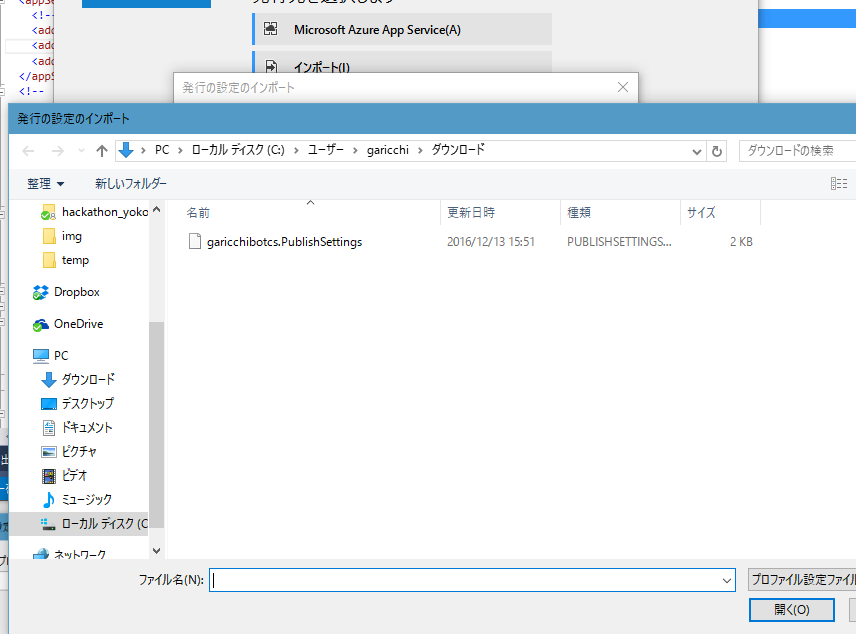 <appSe
<!--
<add
<add
<add
</appS
<!--
Microsoft Azure App Service(A)
インポート(I)
発行の設定のインポート
発行の設定のインポート
PC › ローカル ディスク (C:) › ユーザー › garicchi › ダウンロード
ダウンロードの検索
整理 新しいフォルダー
名前 更新日時 種類 サイズ
garicchibotcs.PublishSettings 2016/12/13 15:51 PUBLISHSETTINGS... 2 KB
hackathon_yoko
img
temp
Dropbox
OneDrive
PC
ダウンロード
デスクトップ
ドキュメント
ピクチャ
ビデオ
ミュージック
ローカル ディスク (C
ネットワーク
ファイル名(N):
プロファイル設定ファイル
開く(O)